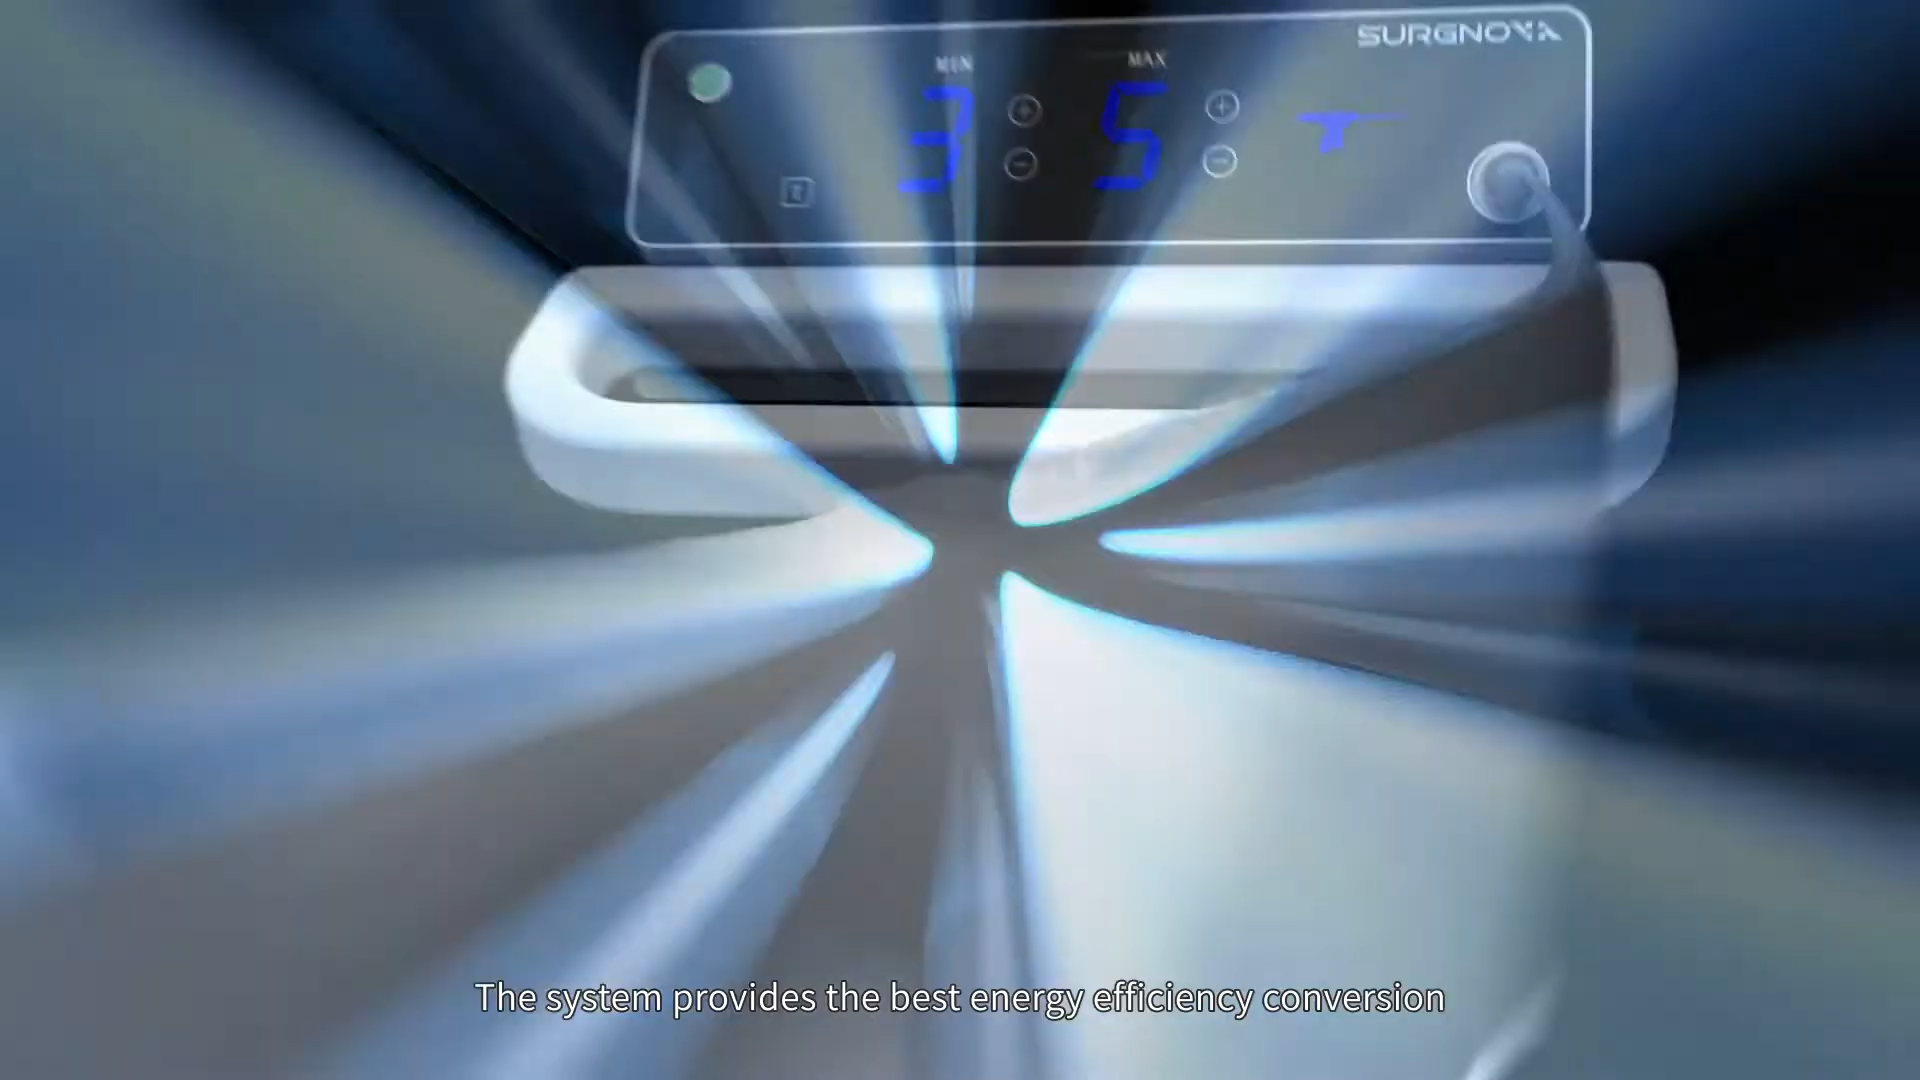 SURGNOVA
MIN
MAX
3
5
The system provides the best energy efficiency conversion